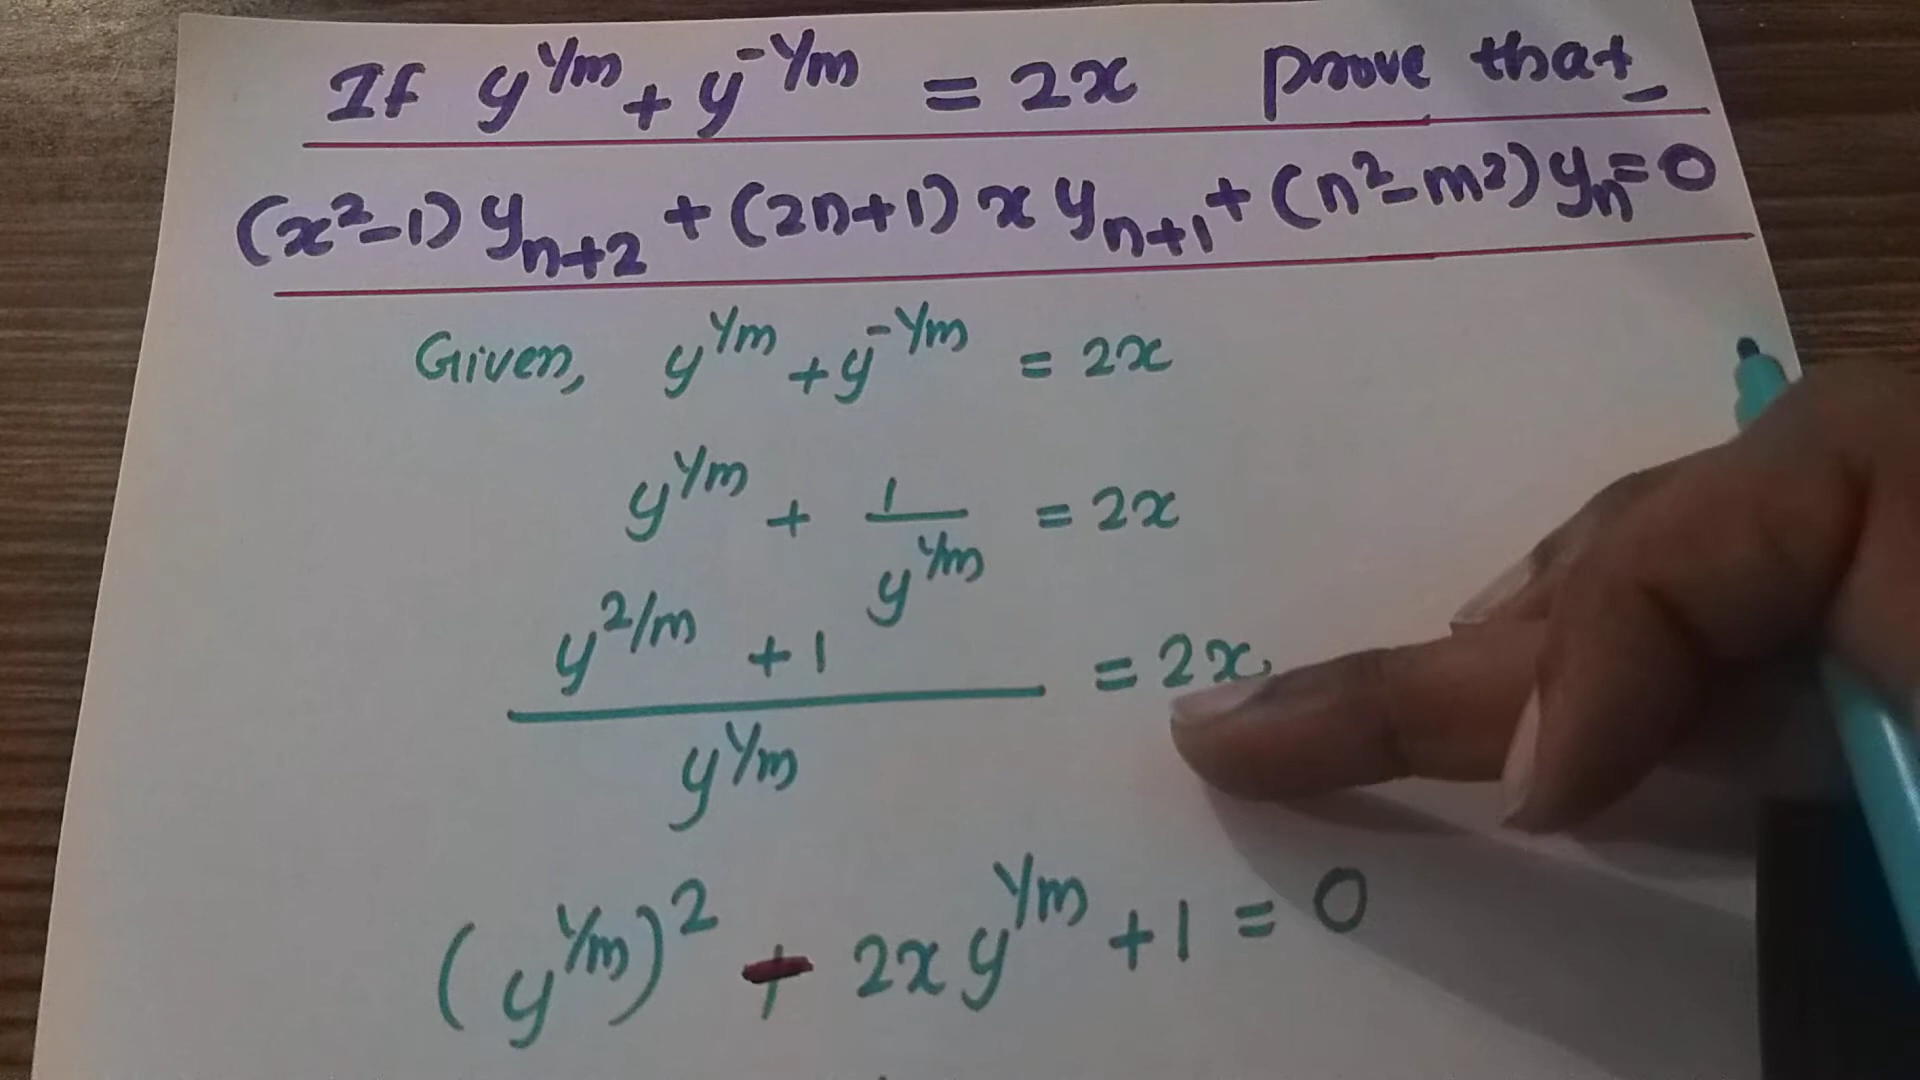 If y^{1/m} + y^{-1/m} = 2x prove that
(x²-1) y_{n+2} + (2n+1) x y_{n+1} + (n²-m²) y_n = 0
Given, y^{1/m} + y^{-1/m} = 2x
y^{1/m} + 1/y^{1/m} = 2x
y^{2/m} + 1 = 2x
y^{1/m}
(y^{1/m})² - 2x y^{1/m} + 1 = 0